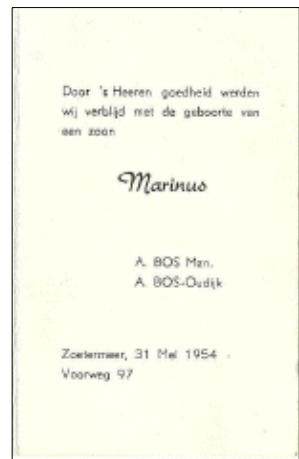 Door 's Heeren goedheid werden
wij verblijd met de geboorte van
een zoon
Marinus
A. BOS Mzn.
A. BOS-Oudijk
Zoetermeer, 31 Mei 1954
Voorweg 97